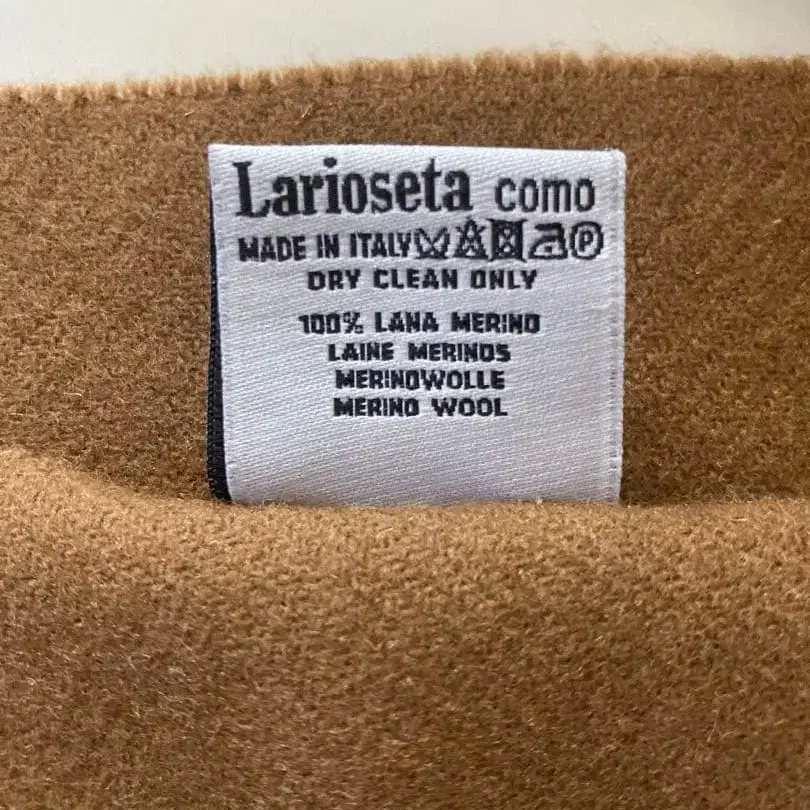 Larioseta como
MADE IN ITALY P
DRY CLEAN ONLY
100% LANA MERINO
LAINE MERINOS
MERINOWOLLE
MERINO WOOL